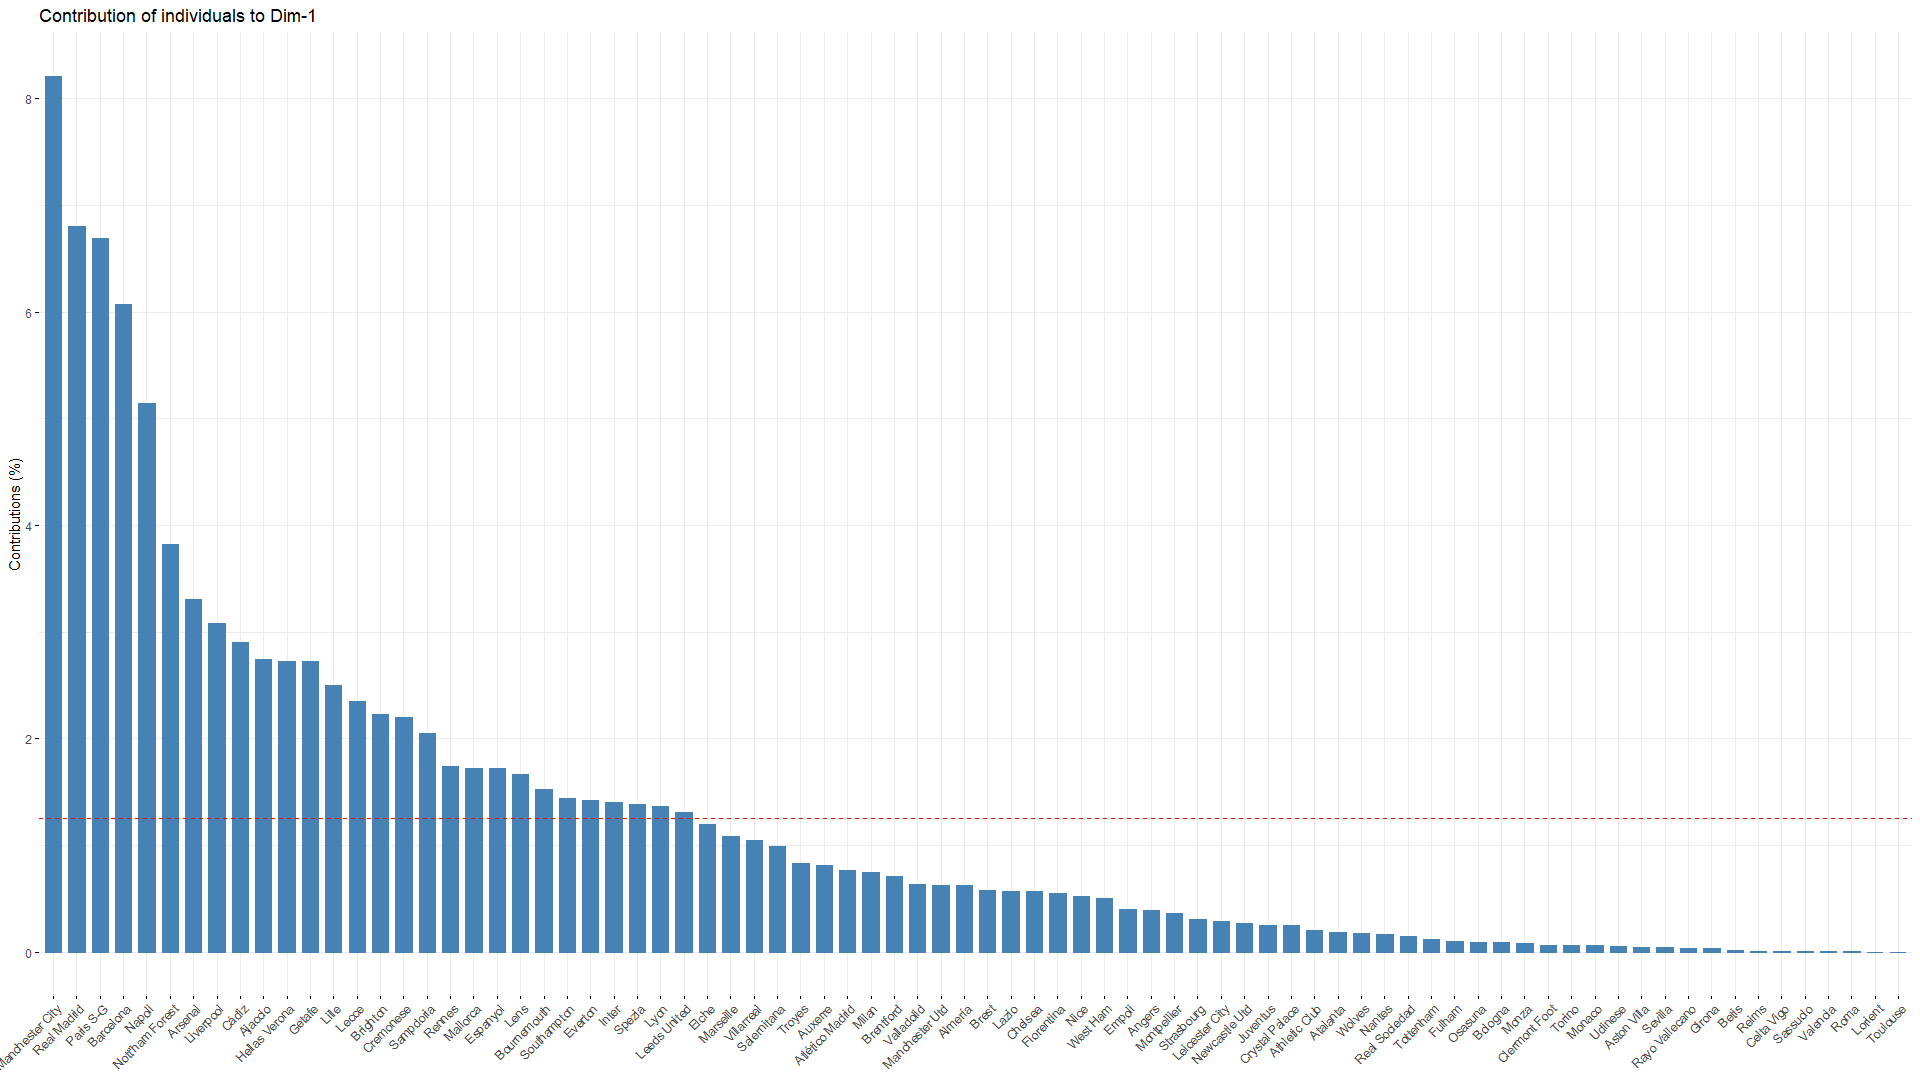 Contribution of individuals to Dim-1
Contributions (%)
8
6
4
2
0
Manchester City
Real Madrid
Paris S-G
Barcelona
Napoli
Nott'ham Forest
Arsenal
Liverpool
Cádiz
Ajaccio
Hellas Verona
Getafe
Lille
Lecce
Brighton
Cremonese
Sampdoria
Rennes
Mallorca
Espanyol
Lens
Bournemouth
Southampton
Everton
Inter
Spezia
Lyon
Leeds United
Elche
Marseille
Villarreal
Salernitana
Troyes
Auxerre
Atlético Madrid
Milan
Brentford
Valladolid
Manchester Utd
Almería
Brest
Lazio
Chelsea
Fiorentina
Nice
West Ham
Empoli
Angers
Montpellier
Strasbourg
Leicester City
Newcastle Utd
Juventus
Crystal Palace
Athletic Club
Atalanta
Wolves
Nantes
Real Sociedad
Tottenham
Fulham
Osasuna
Bologna
Monza
Clermont Foot
Torino
Monaco
Udinese
Aston Villa
Sevilla
Rayo Vallecano
Girona
Betis
Reims
Celta Vigo
Sassuolo
Valencia
Roma
Lorient
Toulouse